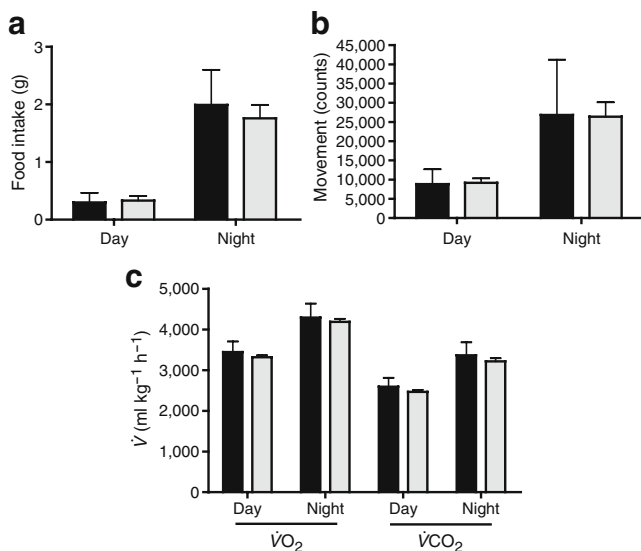 a
Food intake (g)
3
2
1
0
Day Night
b
Movement (counts)
45,000
40,000
35,000
30,000
25,000
20,000
15,000
10,000
5,000
0
Day Night
c
V̇ (ml kg⁻¹ h⁻¹)
5,000
4,000
3,000
2,000
1,000
0
Day Night Day Night
V̇O₂ V̇CO₂